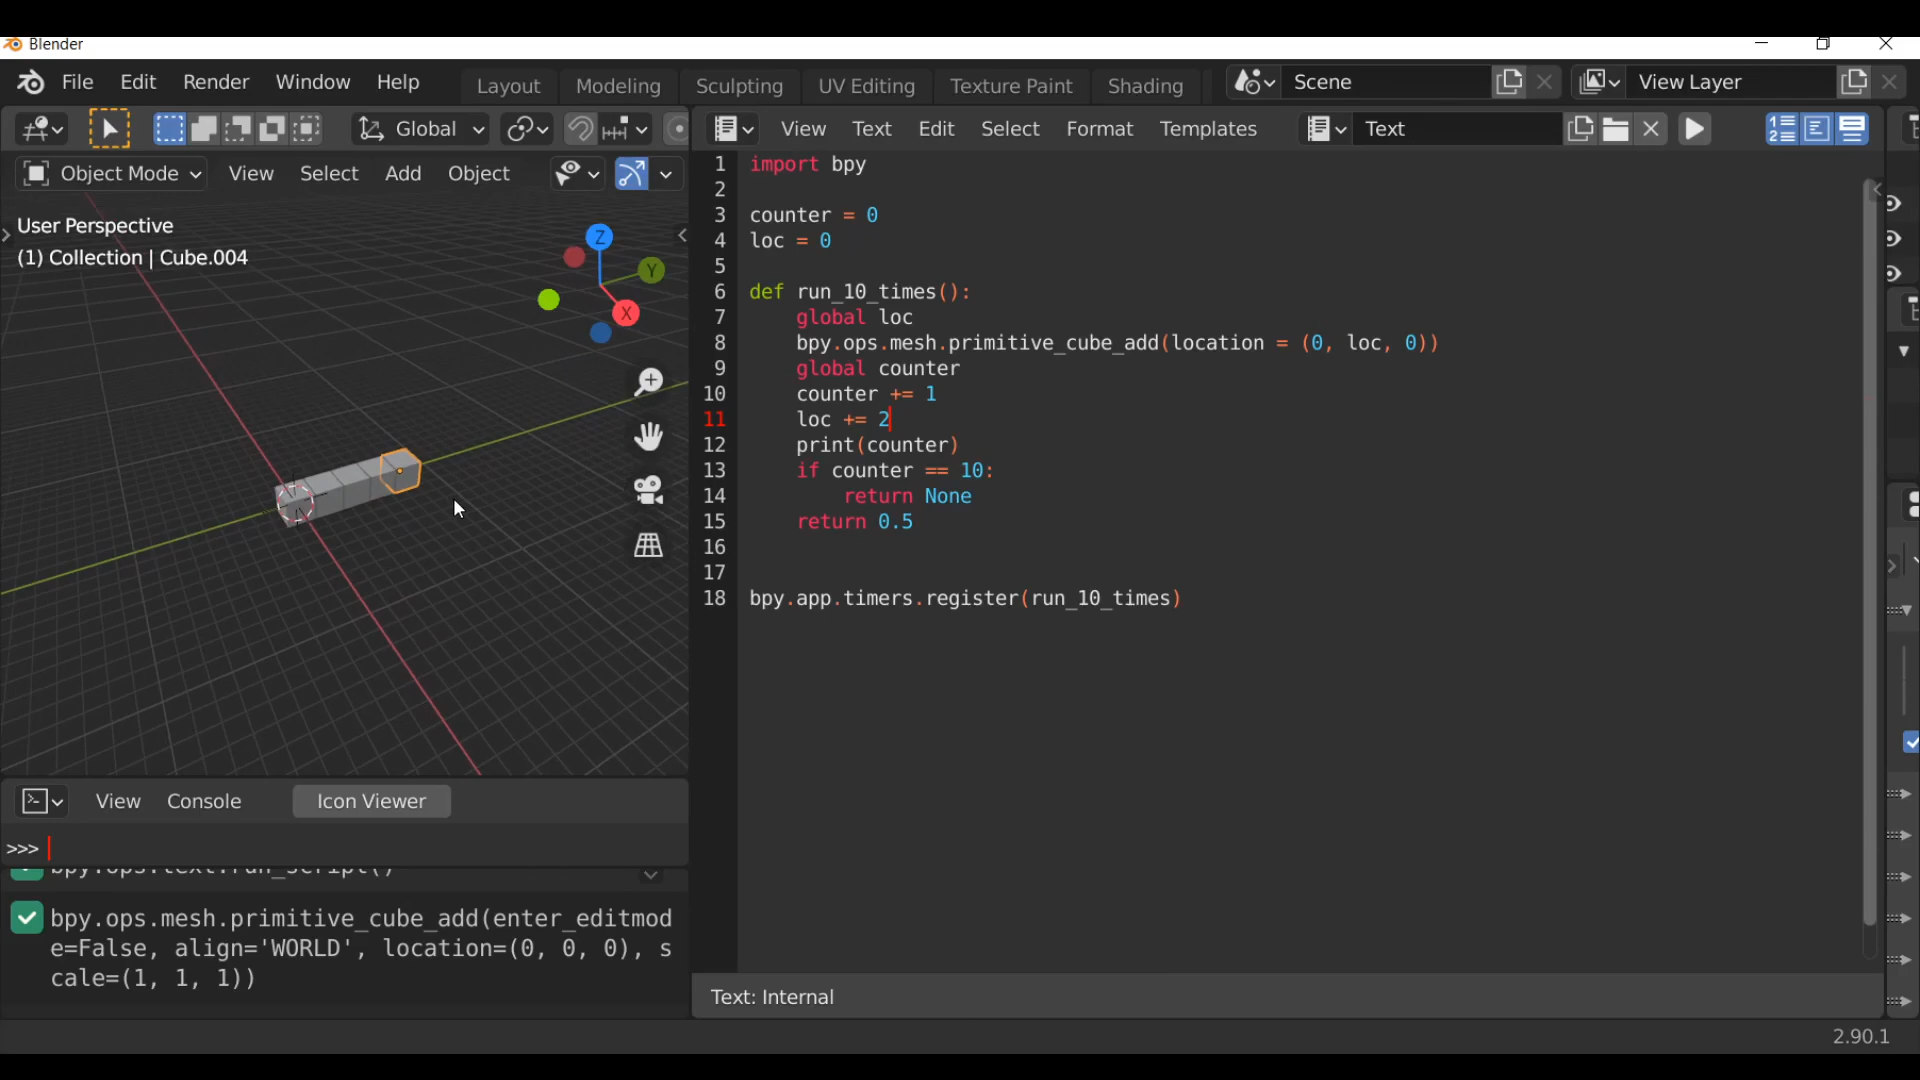 Blender
File Edit Render Window Help Layout Modeling Sculpting UV Editing Texture Paint Shading Scene View Layer
Global View Text Edit Select Format Templates Text
Object Mode View Select Add Object
User Perspective
(1) Collection | Cube.004
Z
Y
X
1 import bpy
2
3 counter = 0
4 loc = 0
5
6 def run_10_times():
7     global loc
8     bpy.ops.mesh.primitive_cube_add(location = (0, loc, 0))
9     global counter
10     counter += 1
11     loc += 2
12     print(counter)
13     if counter == 10:
14         return None
15     return 0.5
16
17
18 bpy.app.timers.register(run_10_times)
View Console Icon Viewer
>>>
bpy.ops.text.run_script()
bpy.ops.mesh.primitive_cube_add(enter_editmod
e=False, align='WORLD', location=(0, 0, 0), s
cale=(1, 1, 1))
Text: Internal
2.90.1